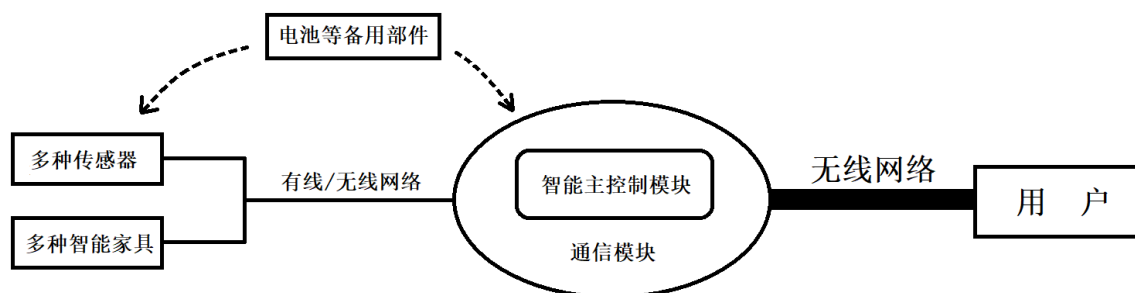 电池等备用部件
多种传感器
有线/无线网络
智能主控制模块
无线网络
用 户
多种智能家具
通信模块